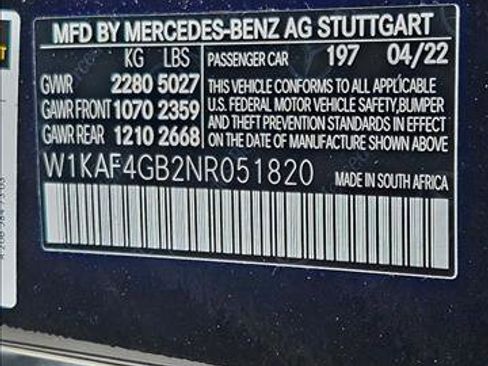 MFD BY MERCEDES-BENZ AG STUTTGART
KG LBS PASSENGER CAR 197 04/22
GVWR 2280 5027
GAWR FRONT 1070 2359
GAWR REAR 1210 2668
THIS VEHICLE CONFORMS TO ALL APPLICABLE
U.S. FEDERAL MOTOR VEHICLE SAFETY, BUMPER
AND THEFT PREVENTION STANDARDS IN EFFECT
ON THE DATE OF MANUFACTURE SHOWN ABOVE
W1KAF4GB2NR051820 MADE IN SOUTH AFRICA